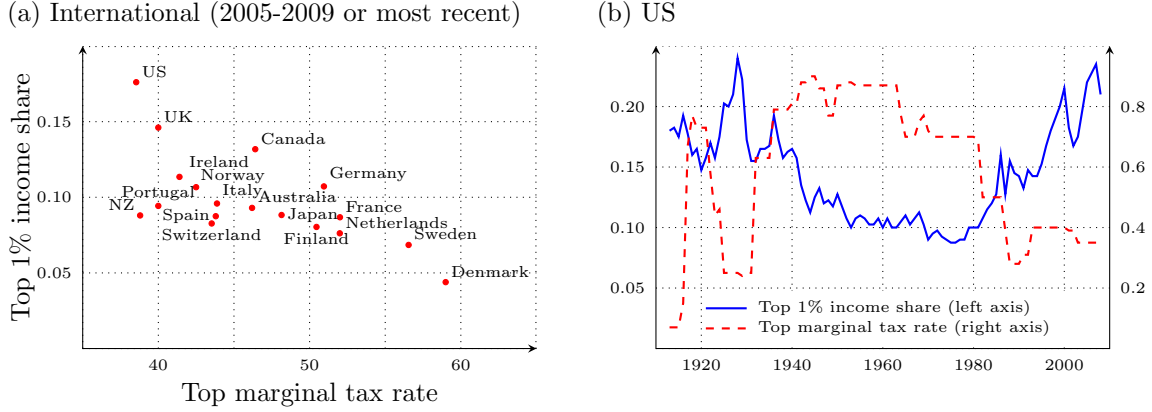 (a) International (2005-2009 or most recent)
Top 1% income share
0.15
0.10
0.05
US
UK
Canada
Ireland
Norway
Germany
Portugal
Italy
Australia
NZ
Spain
Japan
France
Switzerland
Finland
Netherlands
Sweden
Denmark
40
50
60
Top marginal tax rate
(b) US
0.20
0.15
0.10
0.05
0.8
0.6
0.4
0.2
Top 1% income share (left axis)
Top marginal tax rate (right axis)
1920
1940
1960
1980
2000